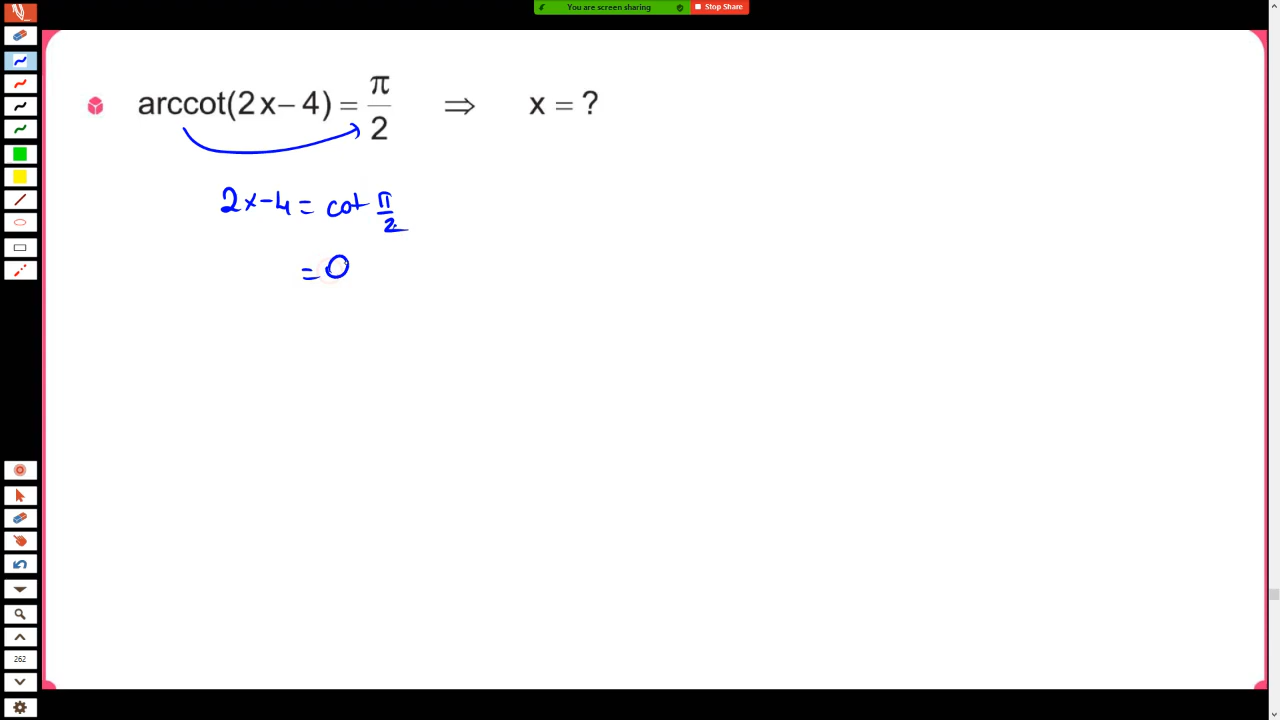 You are screen sharing Stop Share
arccot(2x – 4) = π/2 ⇒ x = ?
2x-4 = cot π/2
= 0
262